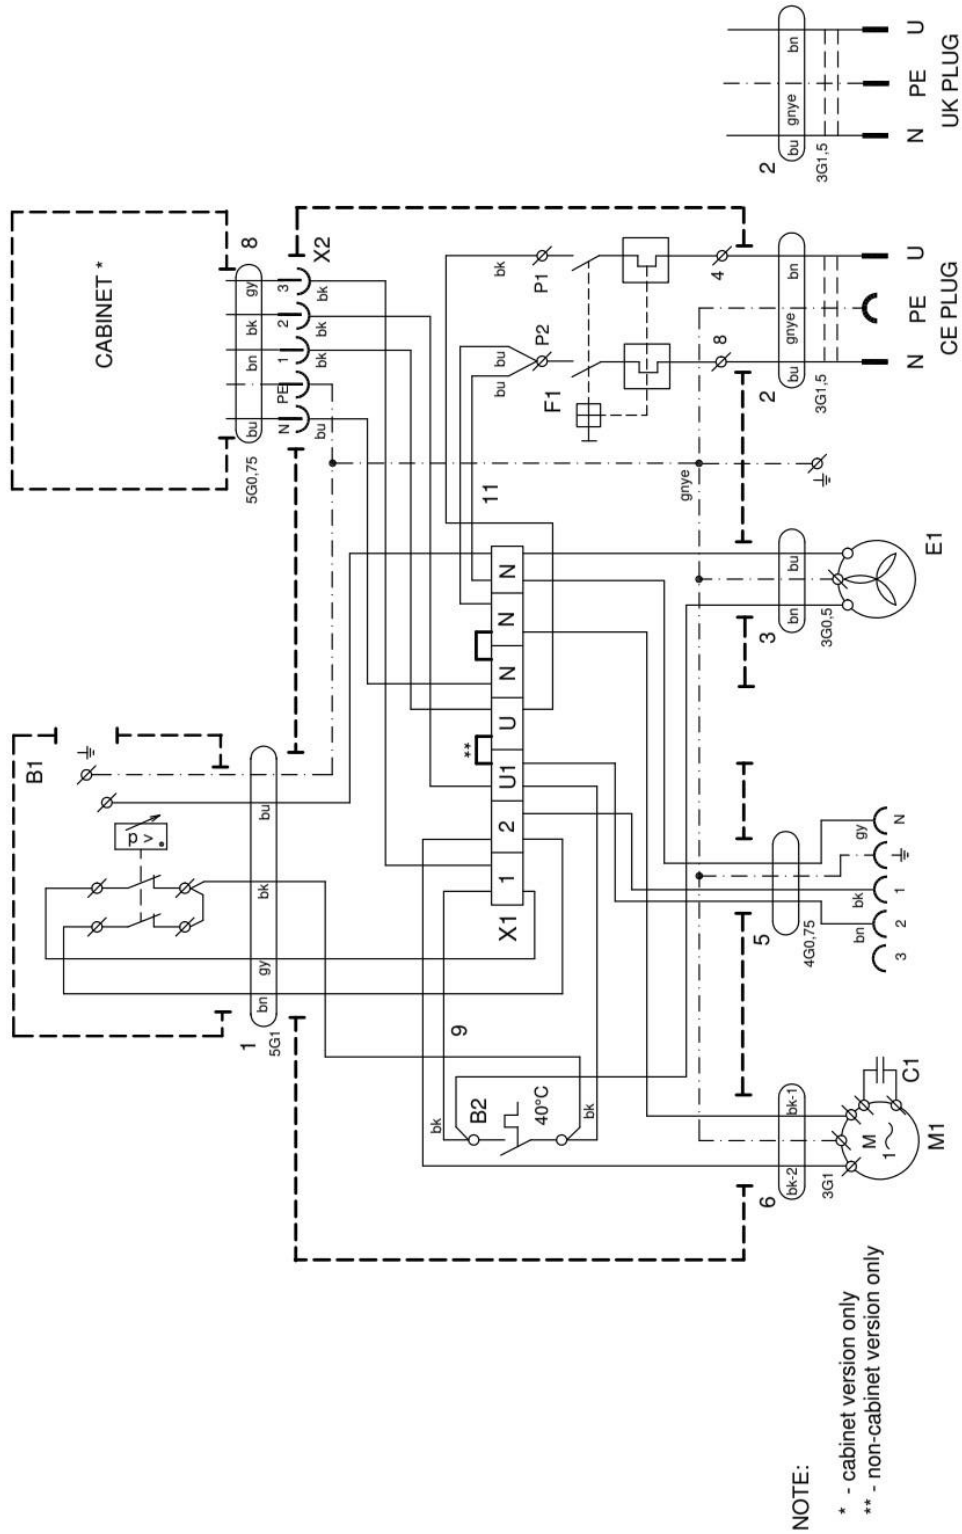 CABINET *
8
5G0,75
bu
bn
bk
gy
N
PE
1
2
3
X2
bu
bk
bk
bk
B1
p >
1
5G1
bn
gy
bk
bu
11
9
X1
1
2
U1
U
N
N
N
**
B2
40°C
bk
bk
P1
P2
bk
bu
bu
F1
8
4
gnye
2
3G1,5
bu
gnye
bn
N
PE
U
CE PLUG
2
3G1,5
bu
gnye
bn
N
PE
U
UK PLUG
3
3G0,5
bn
bu
E1
5
4G0,75
bn
bk
gy
3
2
1
N
6
3G1
bk-2
bk-1
M
1~
M1
C1
NOTE:
* - cabinet version only
** - non-cabinet version only